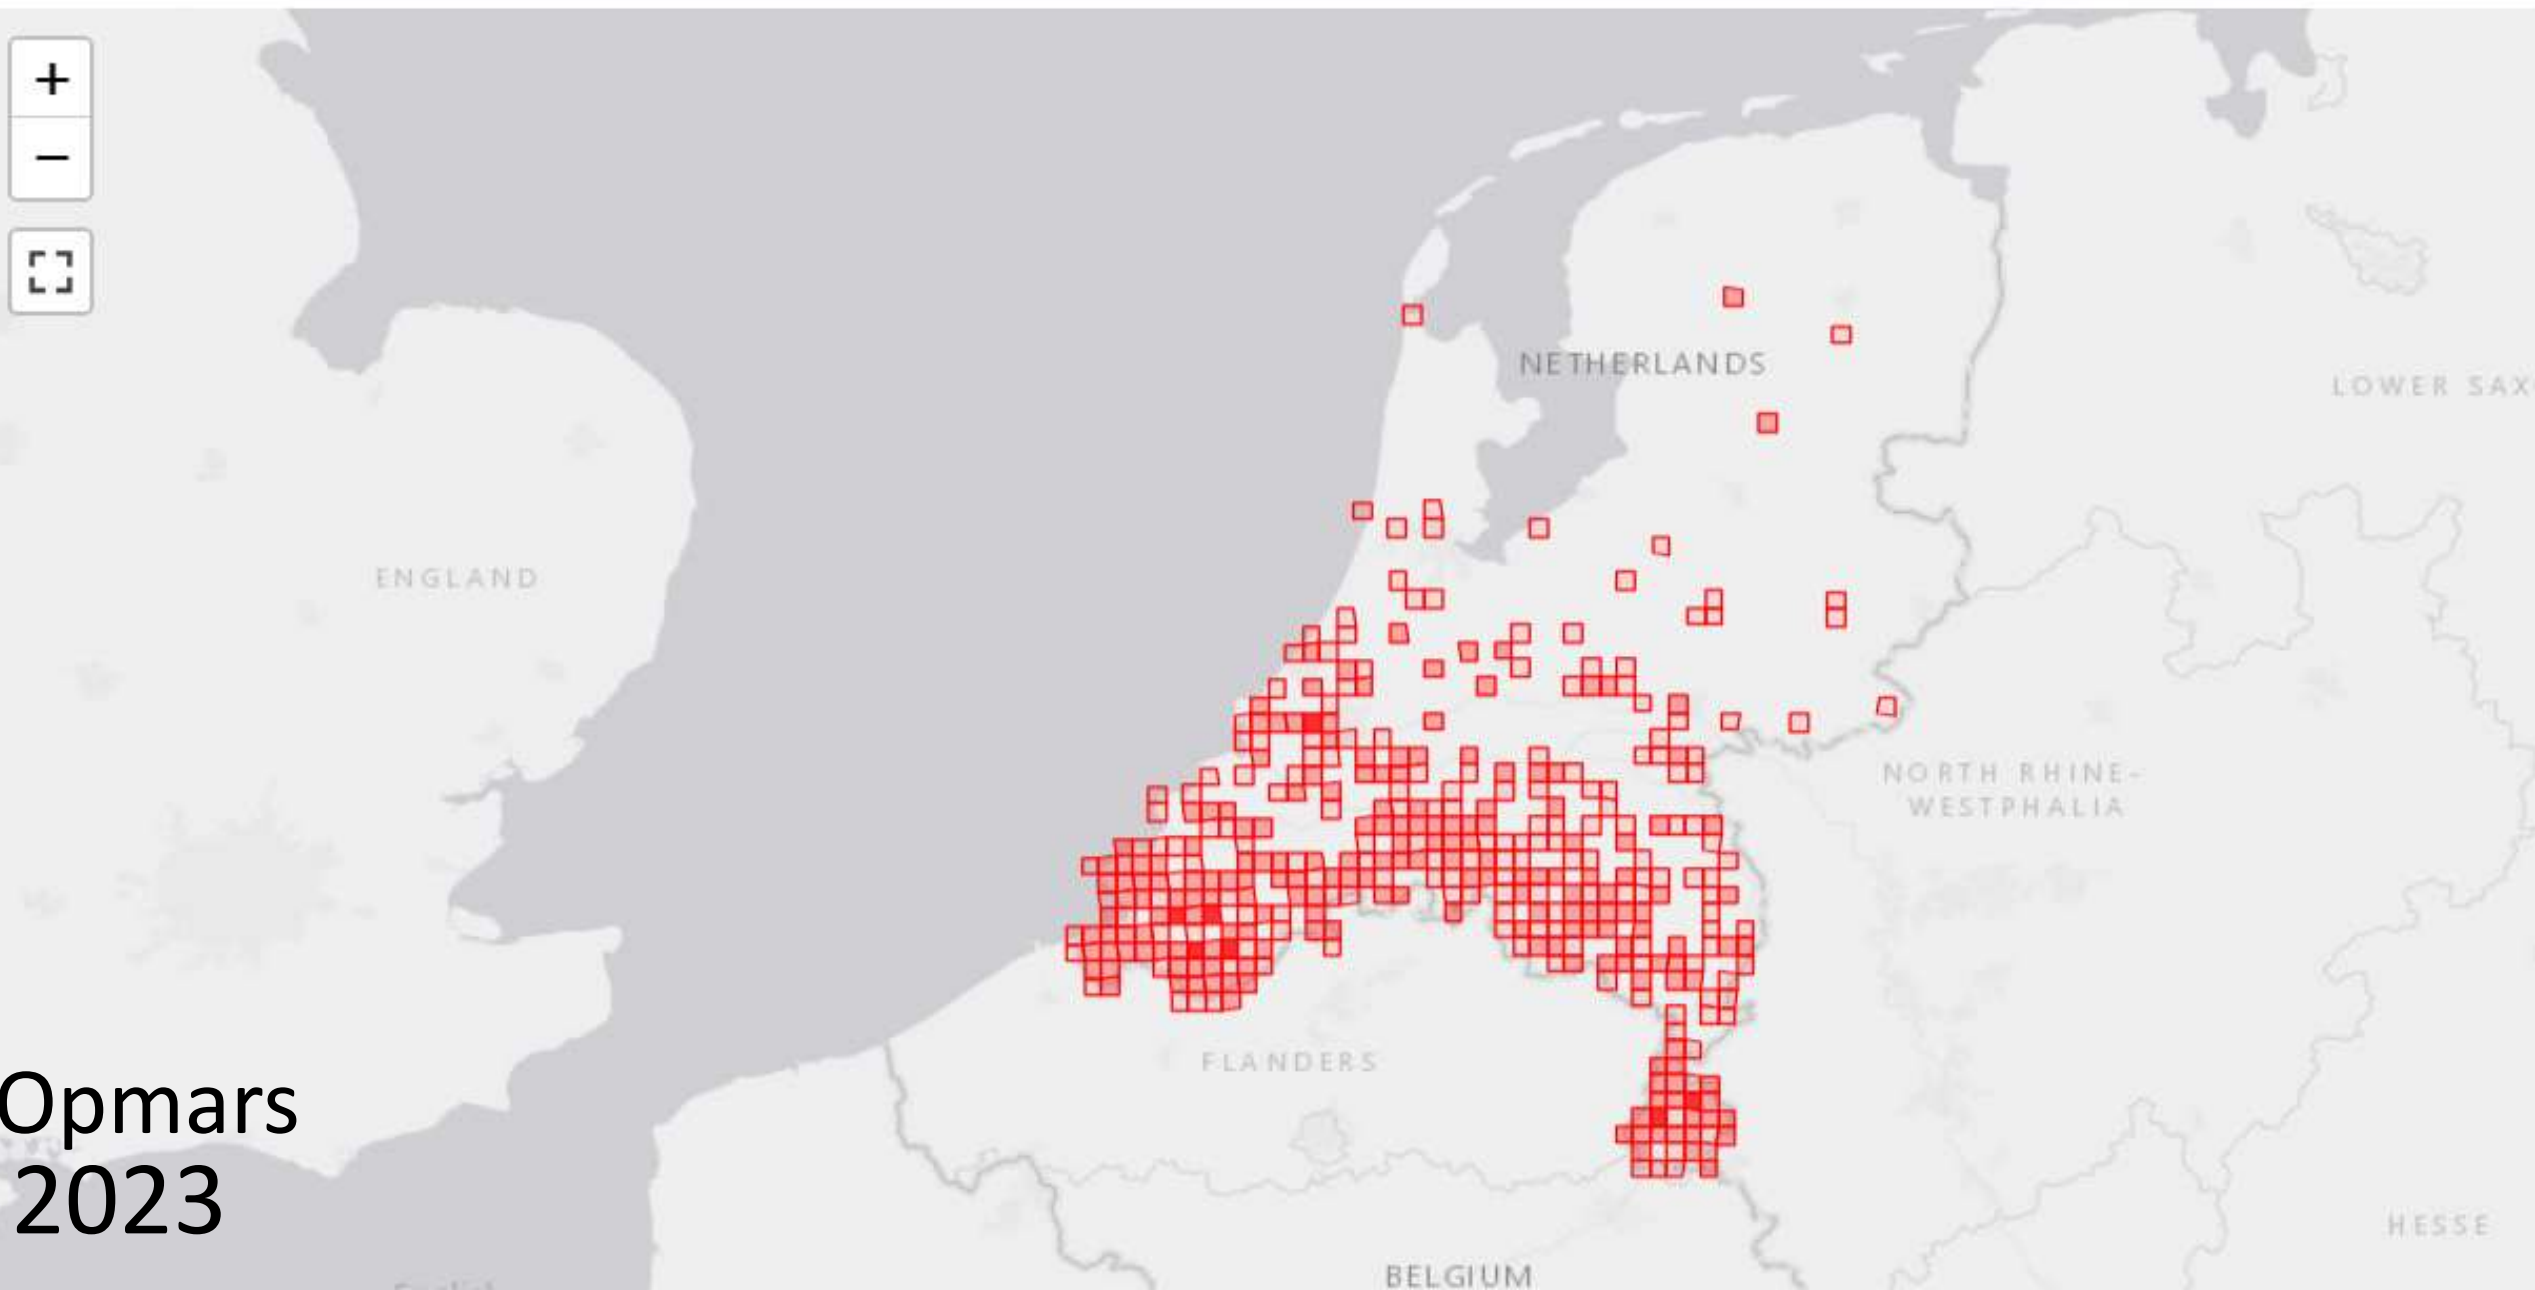 +
−
NETHERLANDS
LOWER SAX
ENGLAND
NORTH RHINE-
WESTPHALIA
FLANDERS
Opmars
2023
HESSE
BELGIUM